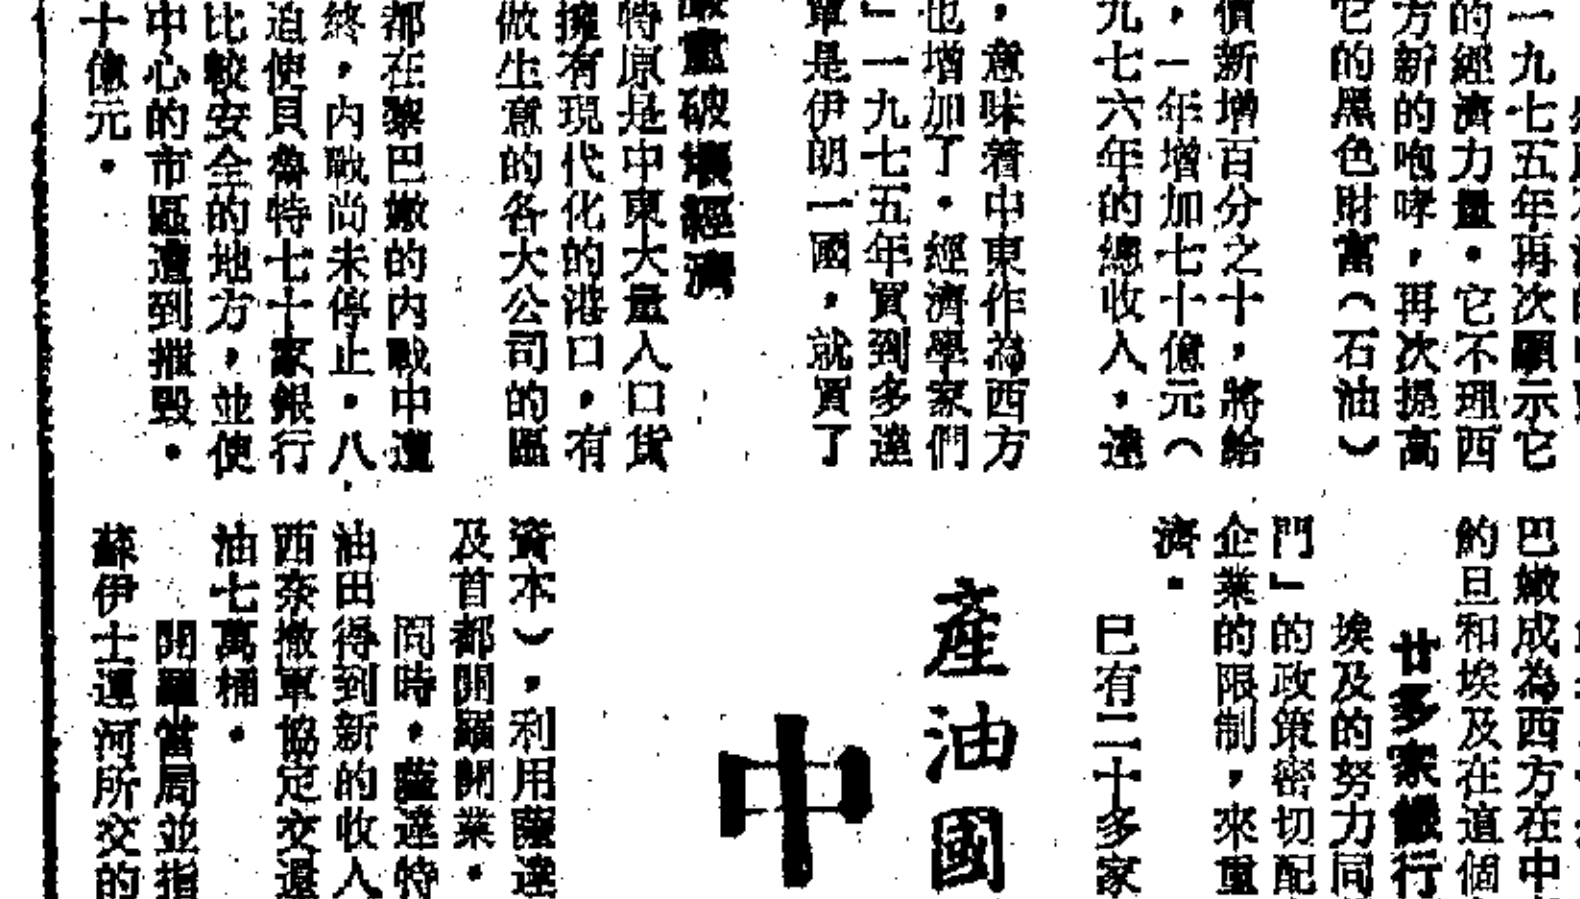 一九七五年再次顯示它
的經濟力量。它不理西
方新的咆哮，再次提高
它的黑色財富（石油）
價新增百分之十，將給
，一年增加七十億元（
九七六年的總收入，達
，意味着中東作為西方
也增加了。經濟學家們
」一九七五年買到多達
單是伊朗一國，就買了
嚴重破壞經濟
特原是中東大量入口貨
擁有現代化的港口，有
做生意的各大公司的區
都在黎巴嫩的內戰中遭
終，內戰尚未停止。八
迫使貝魯特七十家銀行
比較安全的地方，並使
中心的市區遭到摧毀。
十億元。
巴嫩成為西方在中
約旦和埃及在這個
廿多家銀行
埃及的努力同
門」的政策密切配
企業的限制，來重
濟。
已有二十多家
產油國
中
資本），利用薩達
及首都開羅開業。
同時，薩達特
油田得到新的收入
西奈撤軍協定交還
油七萬桶。
開羅當局並指
蘇伊士運河所交的